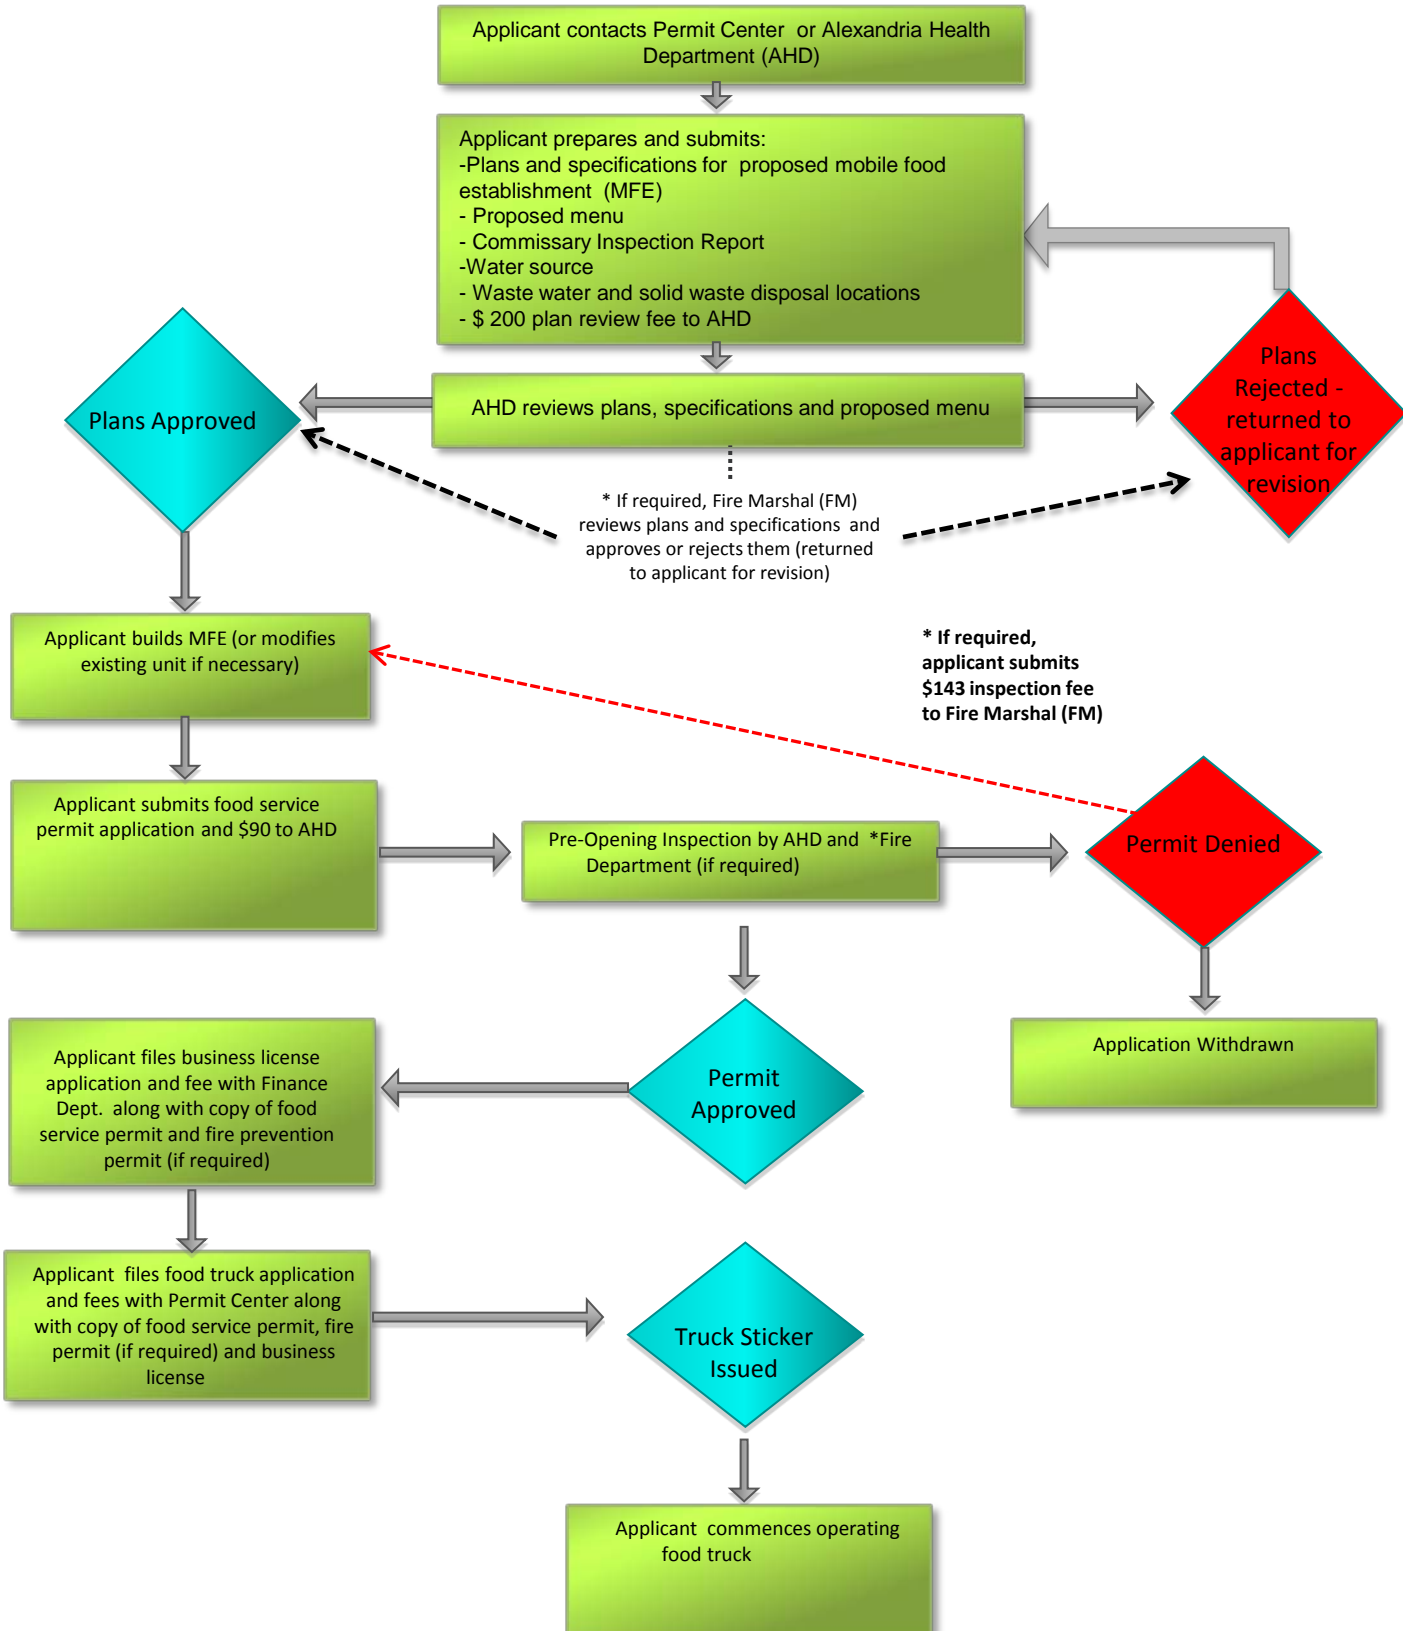 Applicant contacts Permit Center or Alexandria Health
Department (AHD)
Applicant prepares and submits:
-Plans and specifications for proposed mobile food
establishment (MFE)
- Proposed menu
- Commissary Inspection Report
-Water source
- Waste water and solid waste disposal locations
- $ 200 plan review fee to AHD
Plans Approved
AHD reviews plans, specifications and proposed menu
Plans
Rejected -
returned to
applicant for
revision
* If required, Fire Marshal (FM)
reviews plans and specifications and
approves or rejects them (returned
to applicant for revision)
Applicant builds MFE (or modifies
existing unit if necessary)
* If required,
applicant submits
$143 inspection fee
to Fire Marshal (FM)
Applicant submits food service
permit application and $90 to AHD
Pre-Opening Inspection by AHD and *Fire
Department (if required)
Permit Denied
Application Withdrawn
Permit
Approved
Applicant files business license
application and fee with Finance
Dept. along with copy of food
service permit and fire prevention
permit (if required)
Applicant files food truck application
and fees with Permit Center along
with copy of food service permit, fire
permit (if required) and business
license
Truck Sticker
Issued
Applicant commences operating
food truck